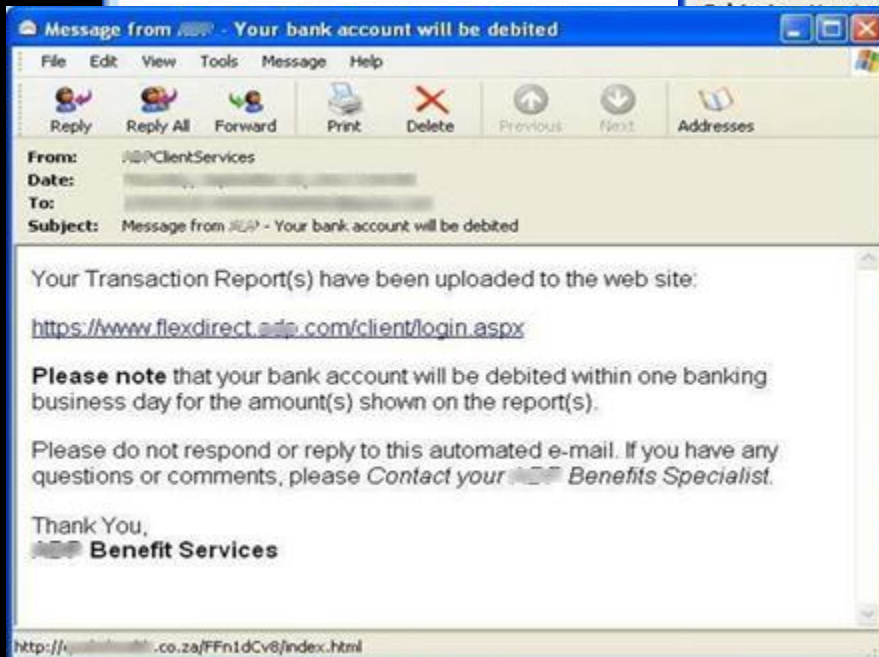 Message from - Your bank account will be debited
File Edit View Tools Message Help
Reply Reply All Forward Print Delete Previous Next Addresses
From: ClientServices
Date:
To:
Subject: Message from - Your bank account will be debited
Your Transaction Report(s) have been uploaded to the web site:
https://www.flexdirect. .com/client/login.aspx
Please note that your bank account will be debited within one banking
business day for the amount(s) shown on the report(s).
Please do not respond or reply to this automated e-mail. If you have any
questions or comments, please Contact your Benefits Specialist.
Thank You,
Benefit Services
http:// .co.za/FFn1dCv8/index.html